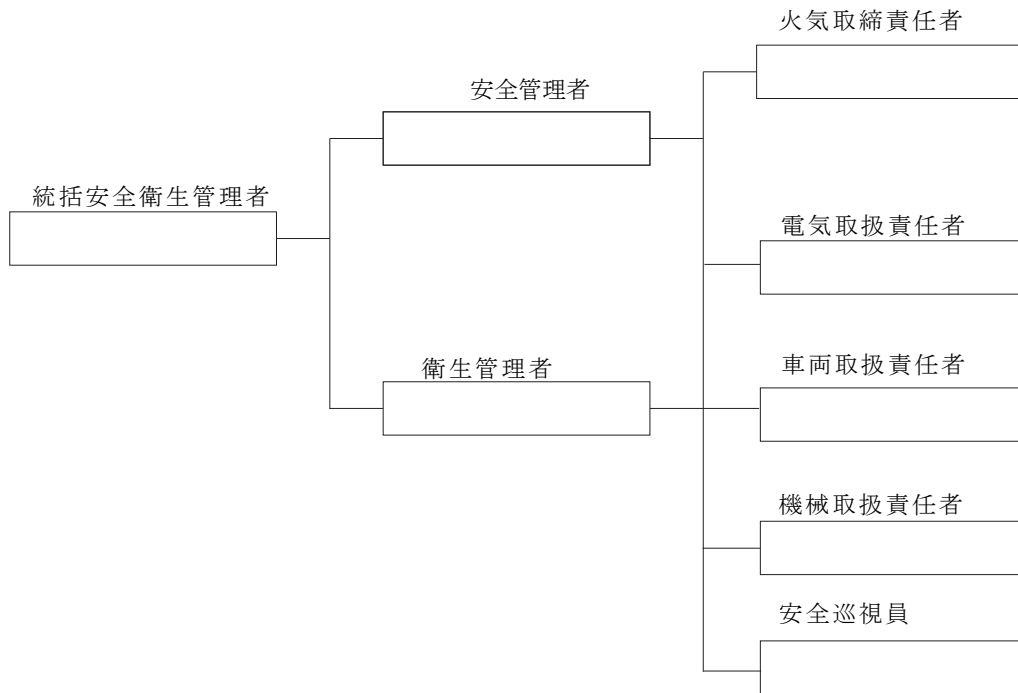 火気取締責任者
安全管理者
統括安全衛生管理者
電気取扱責任者
衛生管理者
車両取扱責任者
機械取扱責任者
安全巡視員